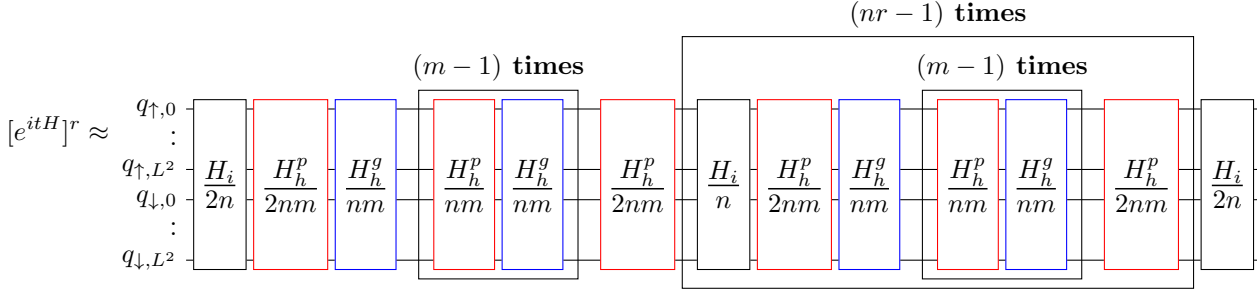 (nr − 1) times
(m − 1) times
(m − 1) times
[e^{itH}]^r ≈
q_{↑,0}
⋮
q_{↑,L^2}
q_{↓,0}
⋮
q_{↓,L^2}
H_i/2n
H_h^p/2nm
H_h^g/nm
H_h^p/nm
H_h^g/nm
H_h^p/2nm
H_i/n
H_h^p/2nm
H_h^g/nm
H_h^p/nm
H_h^g/nm
H_h^p/2nm
H_i/2n